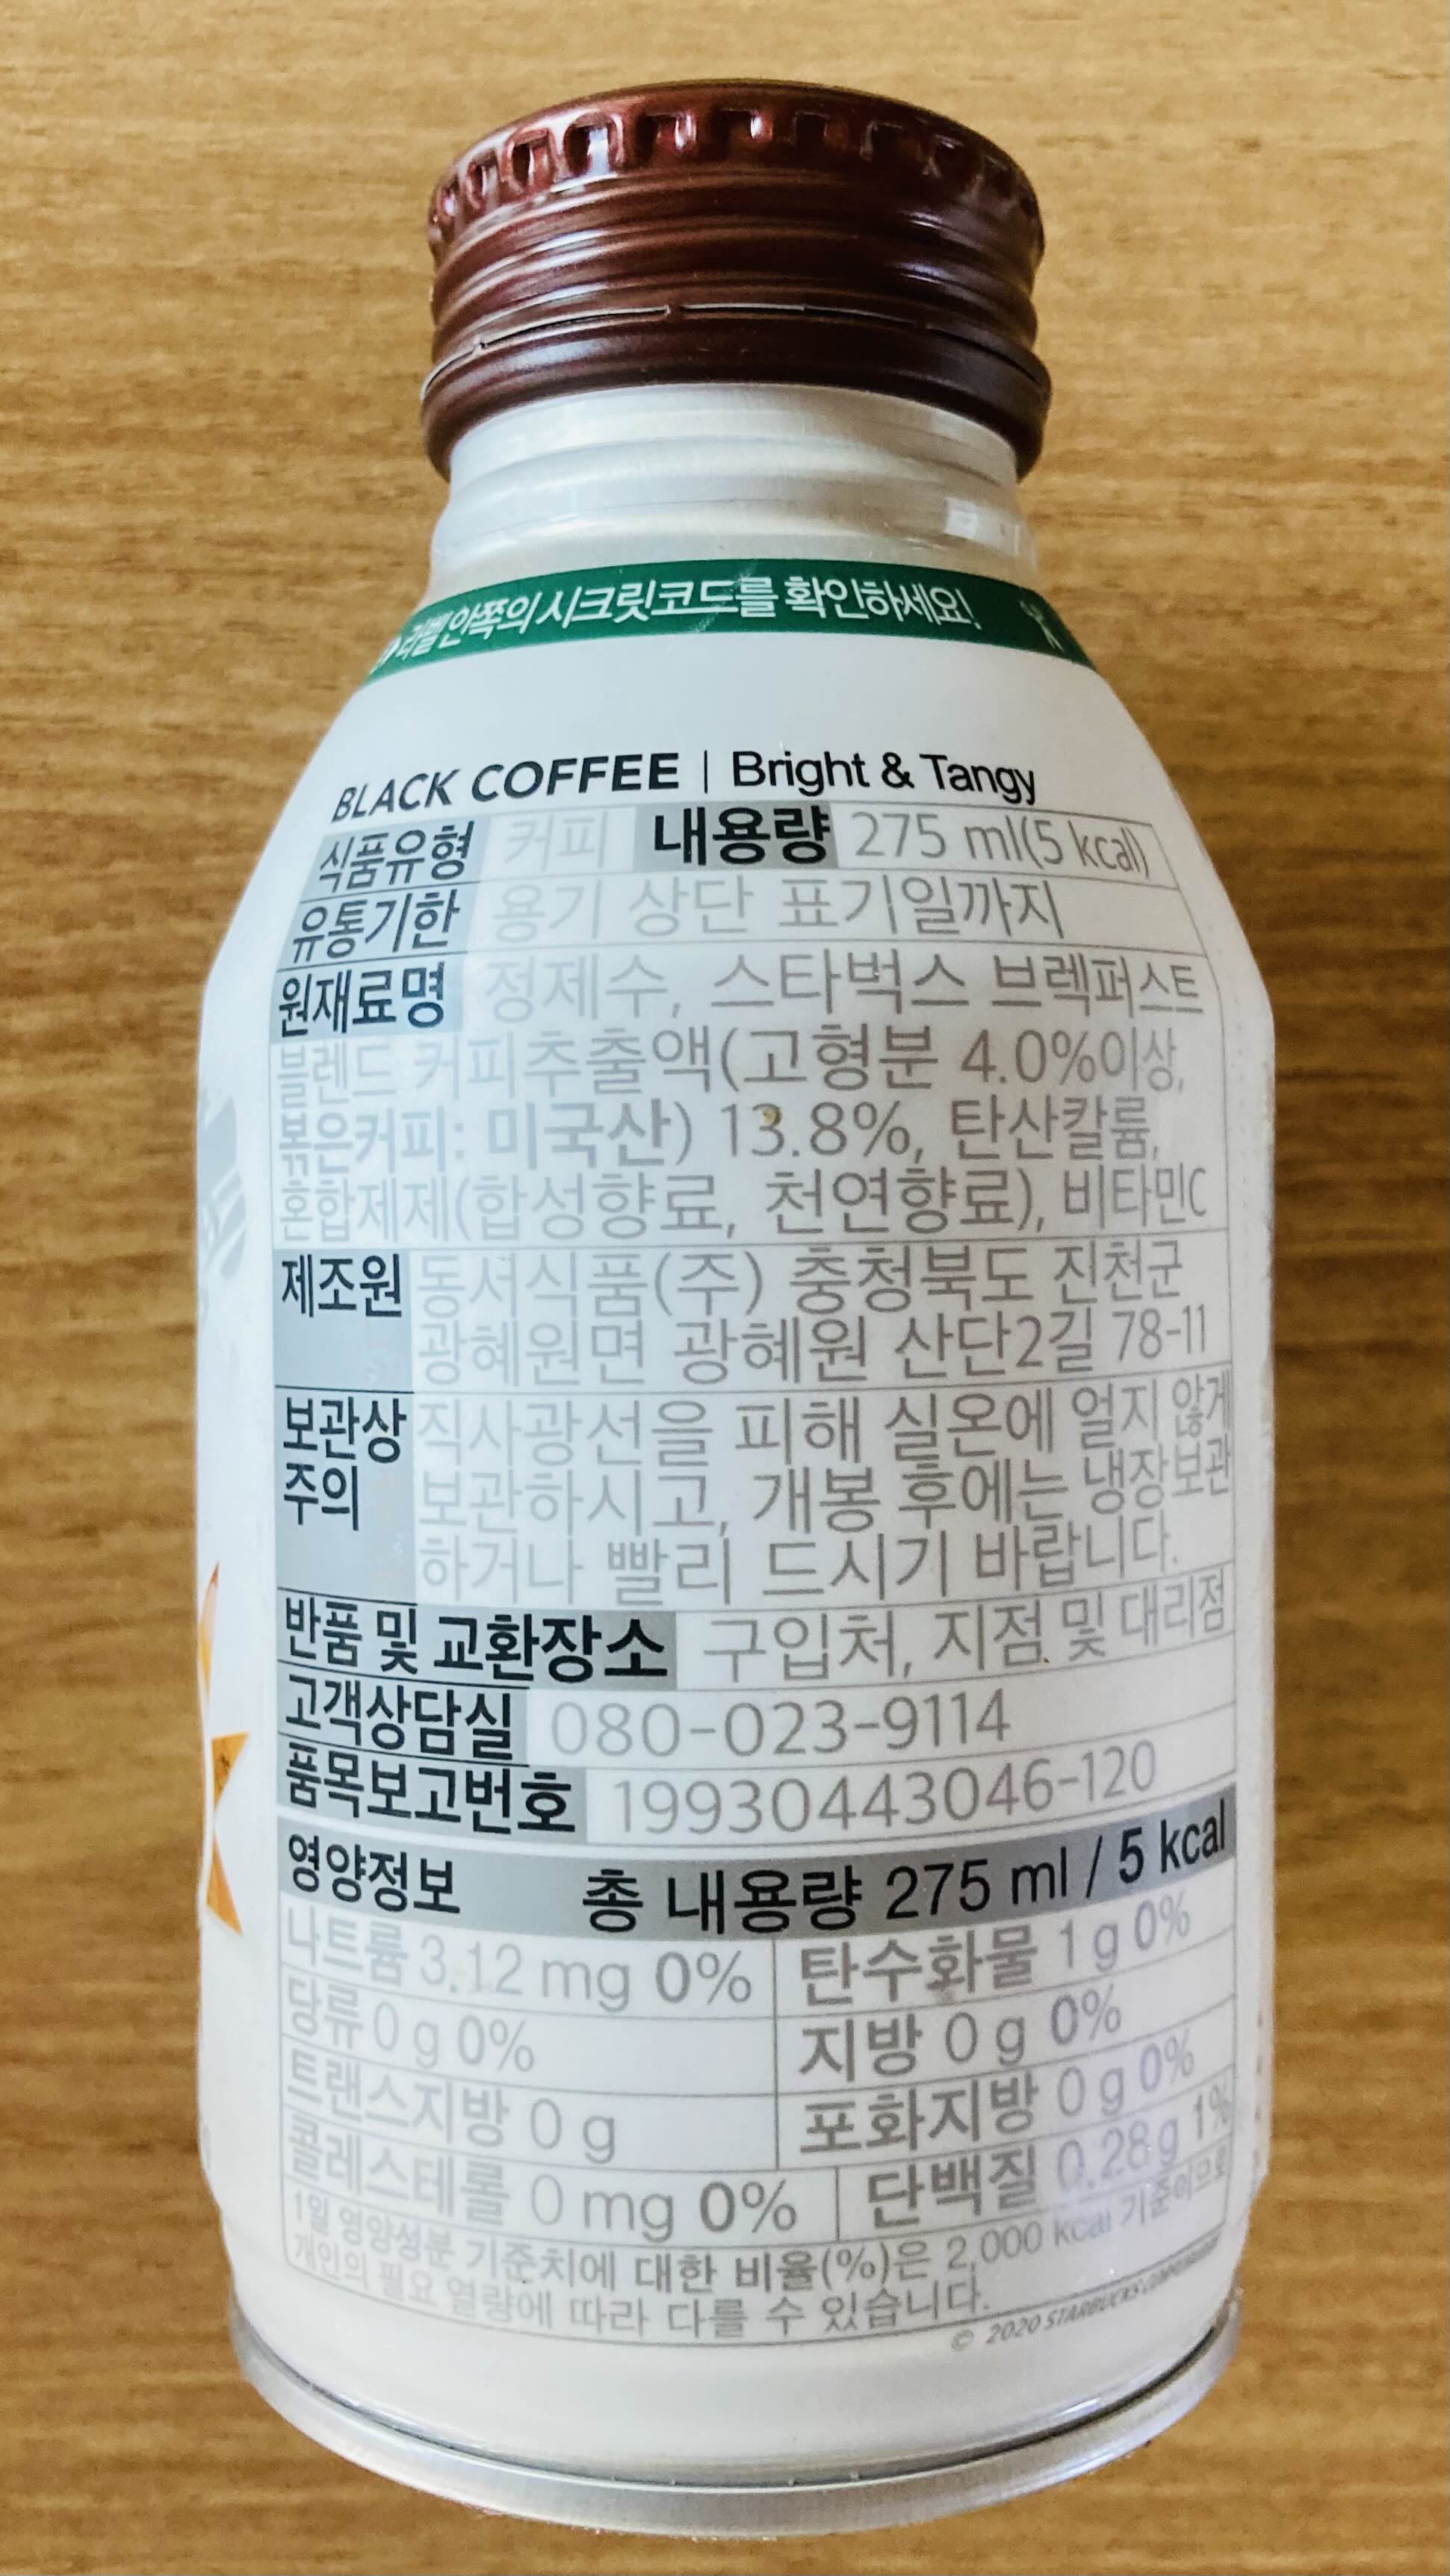 라벨 안쪽의 시크릿코드를 확인하세요!
BLACK COFFEE | Bright & Tangy
식품유형 커피 내용량 275 ml(5 kcal)
유통기한 용기 상단 표기일까지
원재료명 정제수, 스타벅스 브렉퍼스트
블렌드 커피추출액(고형분 4.0%이상,
볶은커피: 미국산) 13.8%, 탄산칼륨,
혼합제제(합성향료, 천연향료), 비타민C
제조원 동서식품(주) 충청북도 진천군
광혜원면 광혜원 산단2길 78-11
보관상 직사광선을 피해 실온에 얼지 않게
주의 보관하시고, 개봉 후에는 냉장보관
하거나 빨리 드시기 바랍니다.
반품 및 교환장소 구입처, 지점 및 대리점
고객상담실 080-023-9114
품목보고번호 19930443046-120
영양정보 총 내용량 275 ml / 5 kcal
나트륨 3.12 mg 0% 탄수화물 1 g 0%
당류 0 g 0% 지방 0 g 0%
트랜스지방 0 g 포화지방 0 g 0%
콜레스테롤 0 mg 0% 단백질 0.28 g 1%
1일 영양성분 기준치에 대한 비율(%)은 2,000 kcal 기준이므로
개인의 필요 열량에 따라 다를 수 있습니다.
© 2020 STARBUCKS CORPORATION